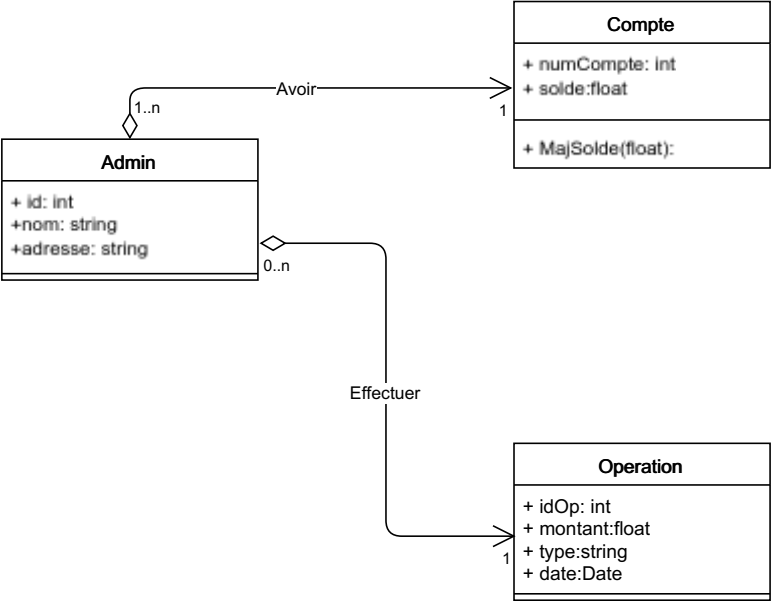 Compte
+ numCompte: int
+ solde:float
+ MajSolde(float):
Avoir
1..n
1
Admin
+ id: int
+nom: string
+adresse: string
0..n
Effectuer
1
Operation
+ idOp: int
+ montant:float
+ type:string
+ date:Date